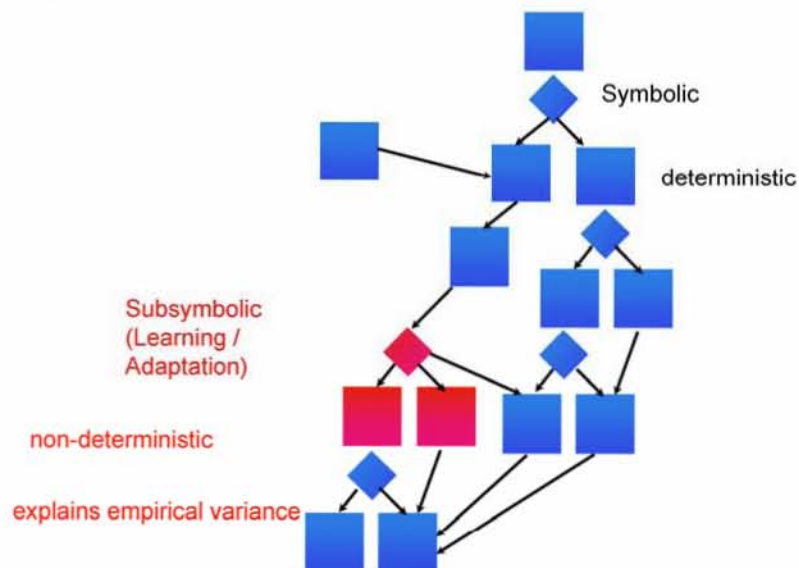 Symbolic
deterministic
Subsymbolic
(Learning /
Adaptation)
non-deterministic
explains empirical variance